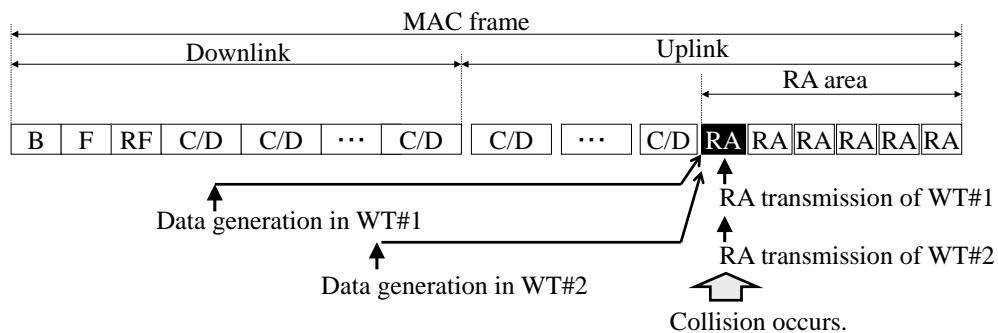 MAC frame
Downlink
Uplink
RA area
B F RF C/D C/D ··· C/D C/D ··· C/D RA RA RA RA RA RA
Data generation in WT#1
RA transmission of WT#1
Data generation in WT#2
RA transmission of WT#2
Collision occurs.